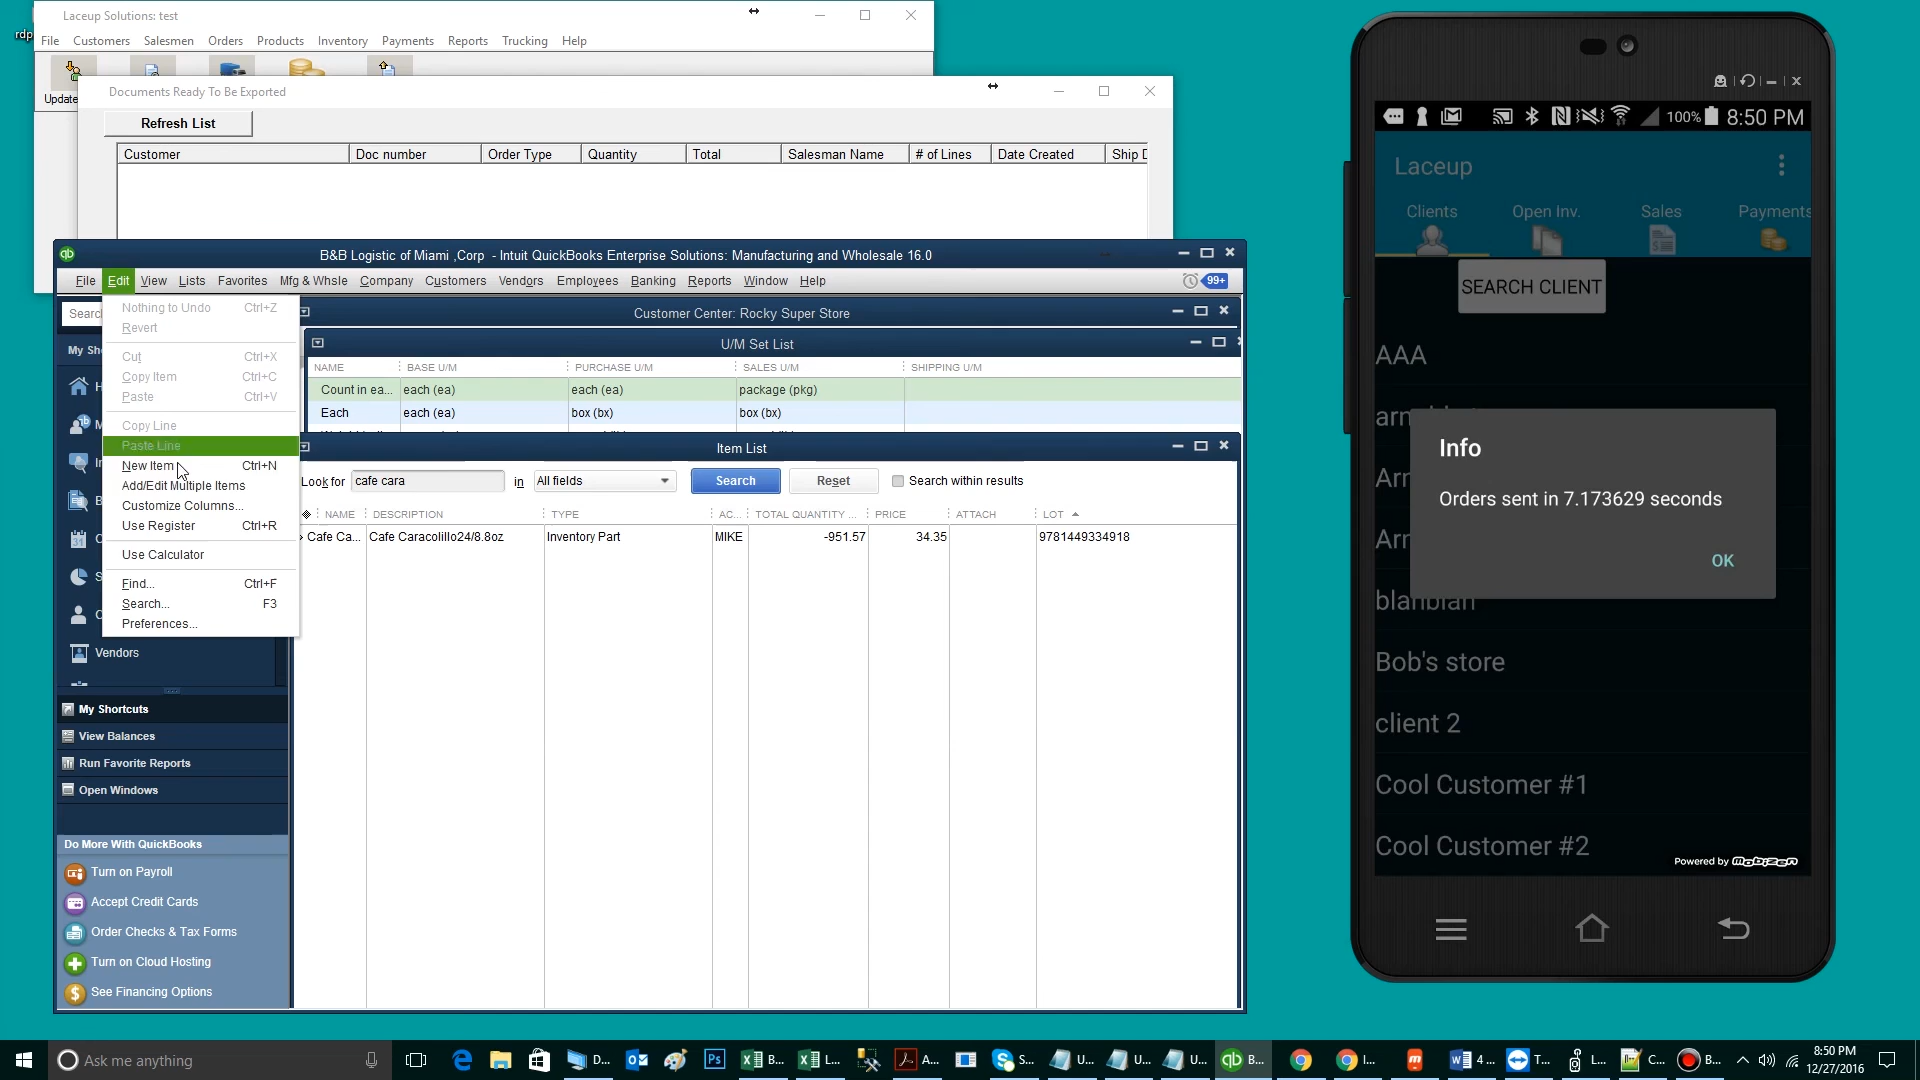 Laceup Solutions: test
rdp
File Customers Salesmen Orders Products Inventory Payments Reports Trucking Help
Update
Documents Ready To Be Exported
Refresh List
Customer Doc number Order Type Quantity Total Salesman Name # of Lines Date Created Ship D
B&B Logistic of Miami ,Corp - Intuit QuickBooks Enterprise Solutions: Manufacturing and Wholesale 16.0
File Edit View Lists Favorites Mfg & Whsle Company Customers Vendors Employees Banking Reports Window Help 99+
Searc
Nothing to Undo Ctrl+Z
Revert
Cut Ctrl+X
Copy Item Ctrl+C
Paste Ctrl+V
Copy Line
Paste Line
New Item Ctrl+N
Add/Edit Multiple Items
Customize Columns...
Use Register Ctrl+R
Use Calculator
Find... Ctrl+F
Search... F3
Preferences...
My Sh
Vendors
My Shortcuts
View Balances
Run Favorite Reports
Open Windows
Do More With QuickBooks
Turn on Payroll
Accept Credit Cards
Order Checks & Tax Forms
Turn on Cloud Hosting
See Financing Options
Customer Center: Rocky Super Store
U/M Set List
NAME BASE U/M PURCHASE U/M SALES U/M SHIPPING U/M
Count in ea... each (ea) each (ea) package (pkg)
Each each (ea) box (bx) box (bx)
Item List
Look for cafe cara in All fields Search Reset Search within results
NAME DESCRIPTION TYPE AC... TOTAL QUANTITY ... PRICE ATTACH LOT
Cafe Ca... Cafe Caracolillo24/8.8oz Inventory Part MIKE -951.57 34.35 9781449334918
100% 8:50 PM
Laceup
Clients Open Inv. Sales Payments
SEARCH CLIENT
AAA
Info
Orders sent in 7.173629 seconds
OK
blahblah
Bob's store
client 2
Cool Customer #1
Cool Customer #2
Powered by mobizen
Ask me anything D... B... L... A... S... U... U... U... B... I... 4 ... T... L... C... B...
8:50 PM
12/27/2016